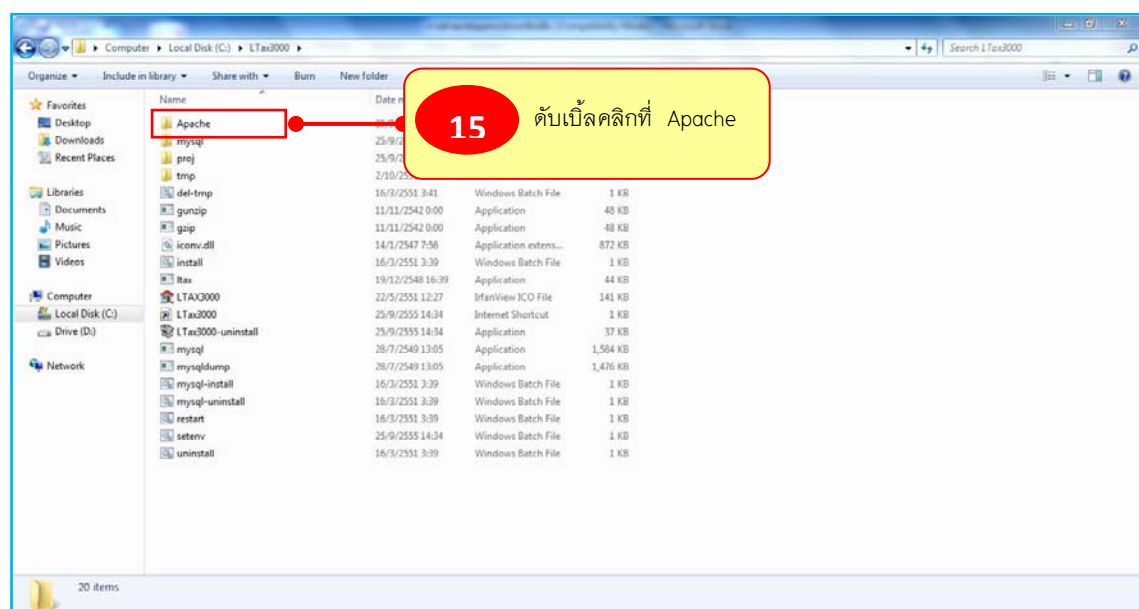 Computer ▸ Local Disk (C:) ▸ LTax3000 ▸
Search LTax3000
Organize Include in library Share with Burn New folder
Favorites
Desktop
Downloads
Recent Places
Libraries
Documents
Music
Pictures
Videos
Computer
Local Disk (C:)
Drive (D:)
Network
Name
Apache
mysql 25/9/2
proj 25/9/2
tmp 2/10/25
del-tmp 16/3/2551 3:41 Windows Batch File 1 KB
gunzip 11/11/2542 0:00 Application 48 KB
gzip 11/11/2542 0:00 Application 48 KB
iconv.dll 14/1/2547 7:56 Application extens... 872 KB
install 16/3/2551 3:39 Windows Batch File 1 KB
ltax 19/12/2548 16:39 Application 44 KB
LTAX3000 22/5/2551 12:27 IrfanView ICO File 141 KB
LTax3000 25/9/2555 14:34 Internet Shortcut 1 KB
LTax3000-uninstall 25/9/2555 14:34 Application 37 KB
mysql 28/7/2549 13:05 Application 1,584 KB
mysqldump 28/7/2549 13:05 Application 1,476 KB
mysql-install 16/3/2551 3:39 Windows Batch File 1 KB
mysql-uninstall 16/3/2551 3:39 Windows Batch File 1 KB
restart 16/3/2551 3:39 Windows Batch File 1 KB
setenv 25/9/2555 14:34 Windows Batch File 1 KB
uninstall 16/3/2551 3:39 Windows Batch File 1 KB
15 ดับเบิ้ลคลิกที่ Apache
20 items